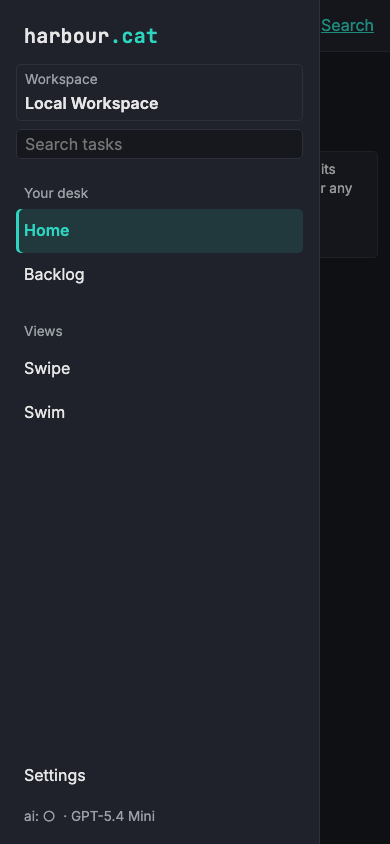 harbour.cat
Search
Workspace
Local Workspace
Search tasks
its
r any
Your desk
Home
Backlog
Views
Swipe
Swim
Settings
ai: ○ · GPT-5.4 Mini